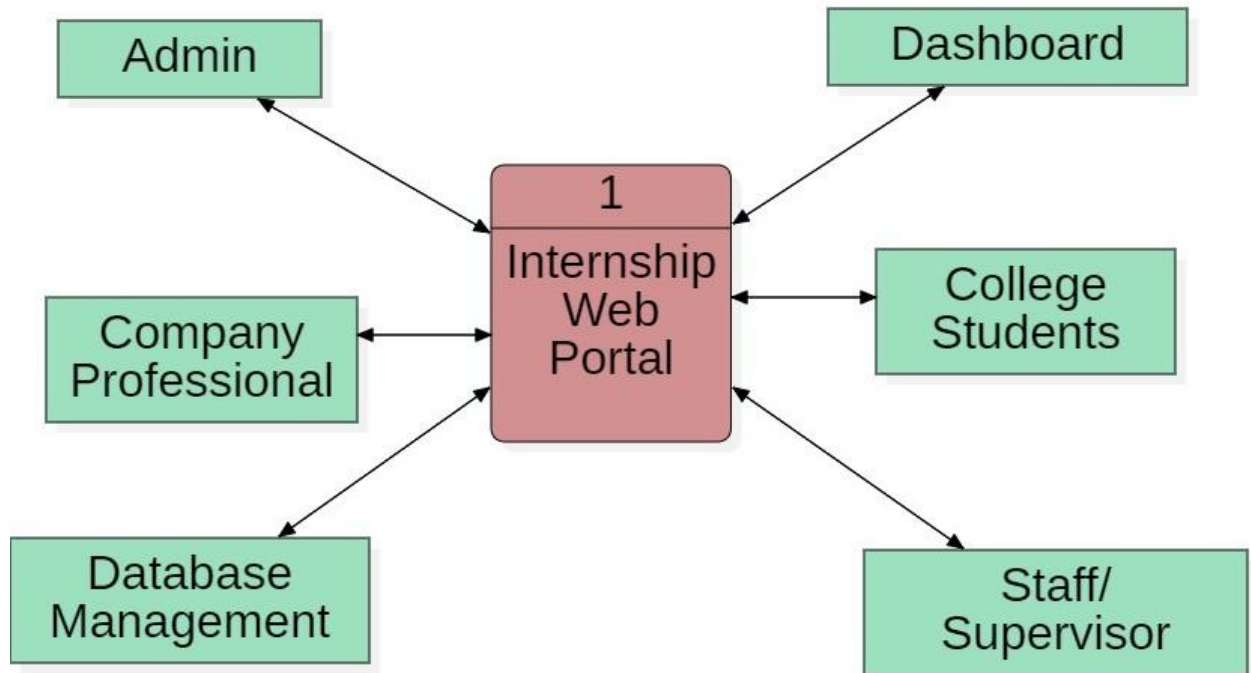 Admin
Dashboard
1
Internship
Web
Portal
College
Students
Company
Professional
Database
Management
Staff/
Supervisor